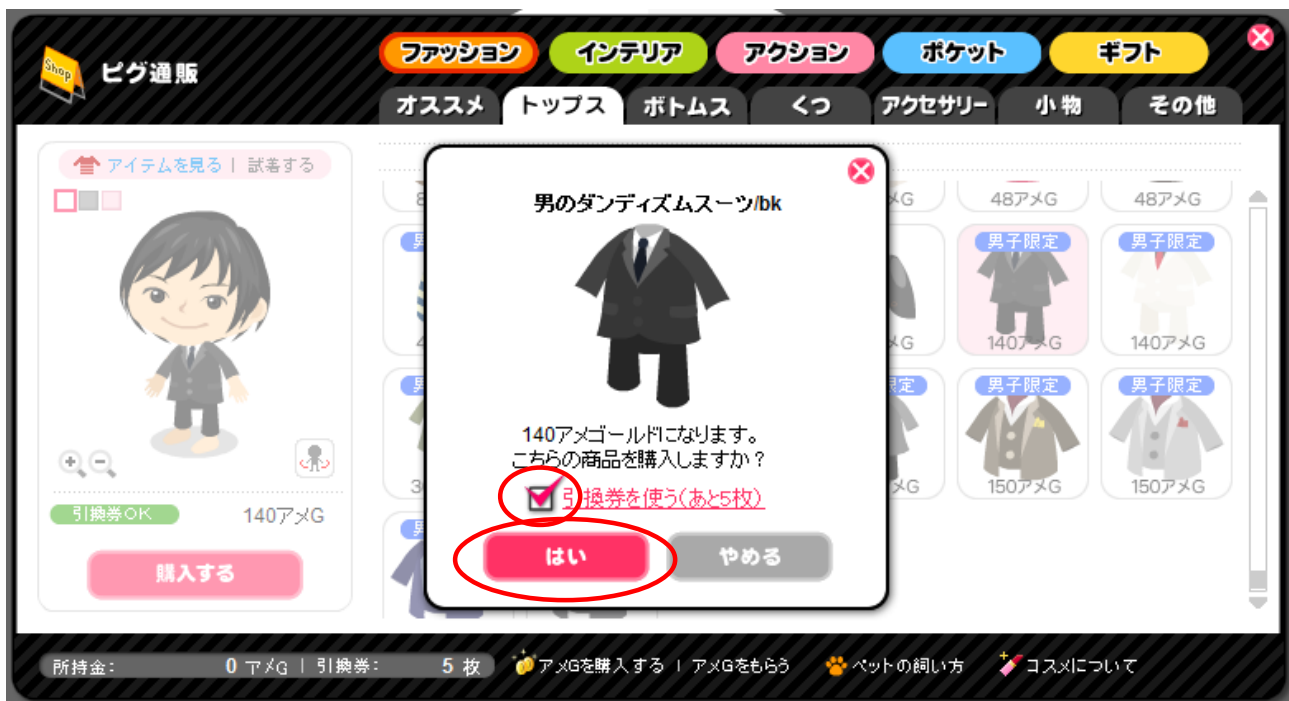 Shop
ピグ通販
ファッション
インテリア
アクション
ポケット
ギフト
オススメ
トップス
ボトムス
くつ
アクセサリー
小物
その他
アイテムを見る | 試着する
引換券OK
140アメG
購入する
男のダンディズムスーツ/bk
140アメゴールドになります。
こちらの商品を購入しますか?
引換券を使う(あと5枚)
はい
やめる
48アメG
48アメG
男子限定
男子限定
140アメG
140アメG
男子限定
男子限定
150アメG
150アメG
所持金: 0 アメG | 引換券: 5 枚
アメGを購入する | アメGをもらう
ペットの飼い方
コスメについて